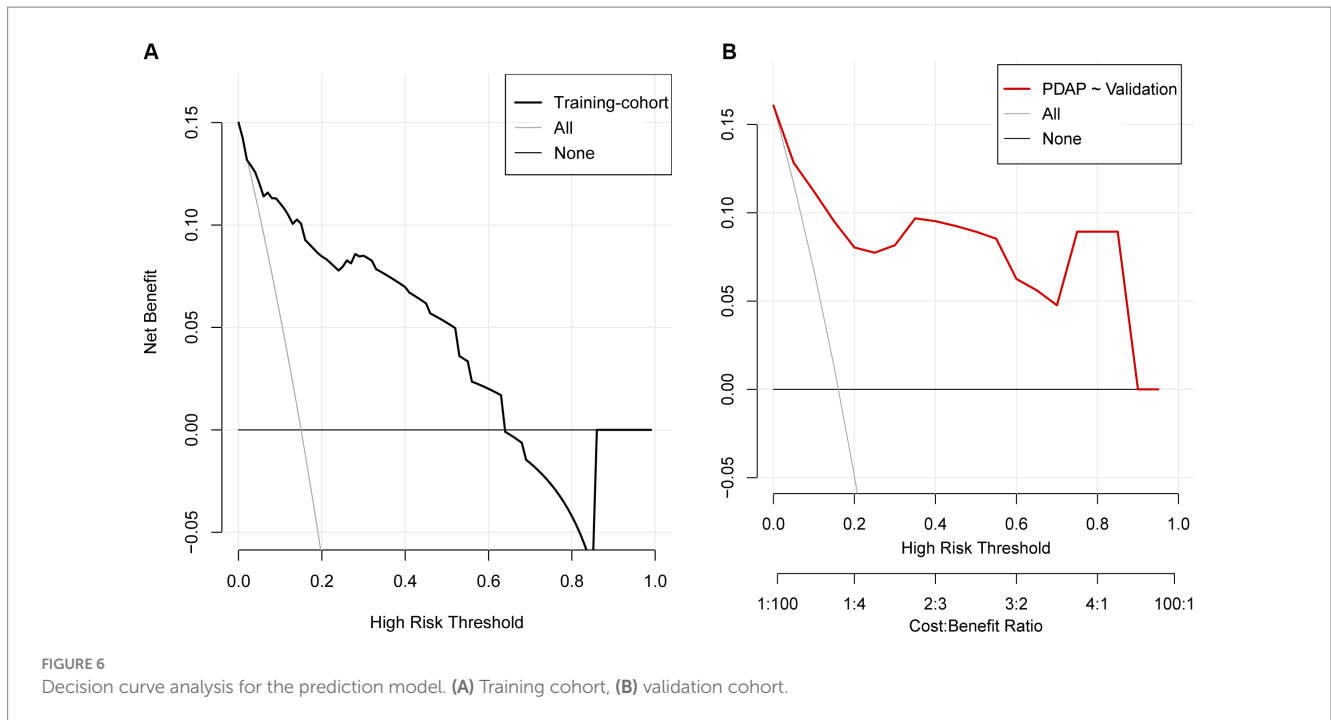 A
Training-cohort
All
None
0.15
0.10
0.05
0.00
−0.05
Net Benefit
0.0 0.2 0.4 0.6 0.8 1.0
High Risk Threshold
B
PDAP ~ Validation
All
None
0.15
0.10
0.05
0.00
−0.05
0.0 0.2 0.4 0.6 0.8 1.0
High Risk Threshold
1:100 1:4 2:3 3:2 4:1 100:1
Cost:Benefit Ratio
FIGURE 6
Decision curve analysis for the prediction model. (A) Training cohort, (B) validation cohort.